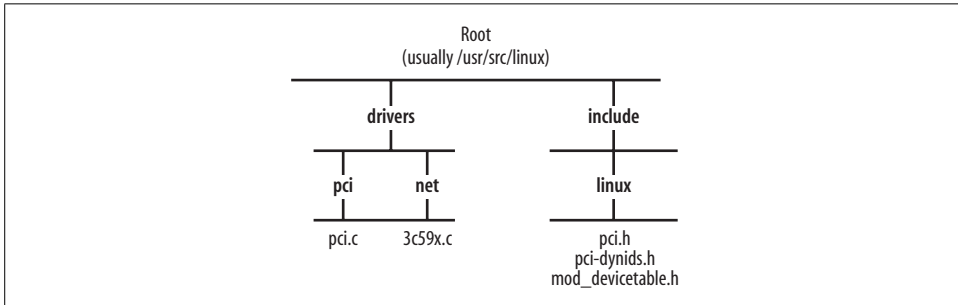 Root
(usually /usr/src/linux)
drivers
include
pci
net
linux
pci.c
3c59x.c
pci.h
pci-dynids.h
mod_devicetable.h